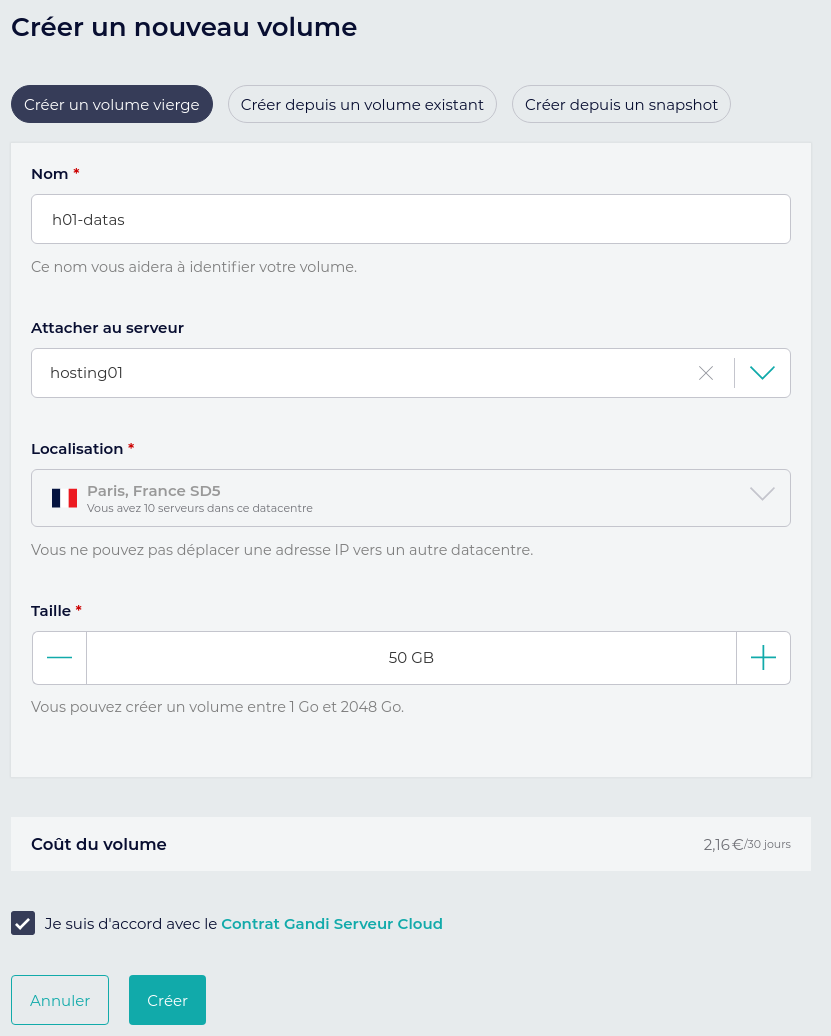 Créer un nouveau volume
Créer un volume vierge
Créer depuis un volume existant
Créer depuis un snapshot
Nom *
h01-datas
Ce nom vous aidera à identifier votre volume.
Attacher au serveur
hosting01
Localisation *
Paris, France SD5
Vous avez 10 serveurs dans ce datacentre
Vous ne pouvez pas déplacer une adresse IP vers un autre datacentre.
Taille *
50 GB
Vous pouvez créer un volume entre 1 Go et 2048 Go.
Coût du volume
2,16 €/30 jours
Je suis d'accord avec le Contrat Gandi Serveur Cloud
Annuler
Créer